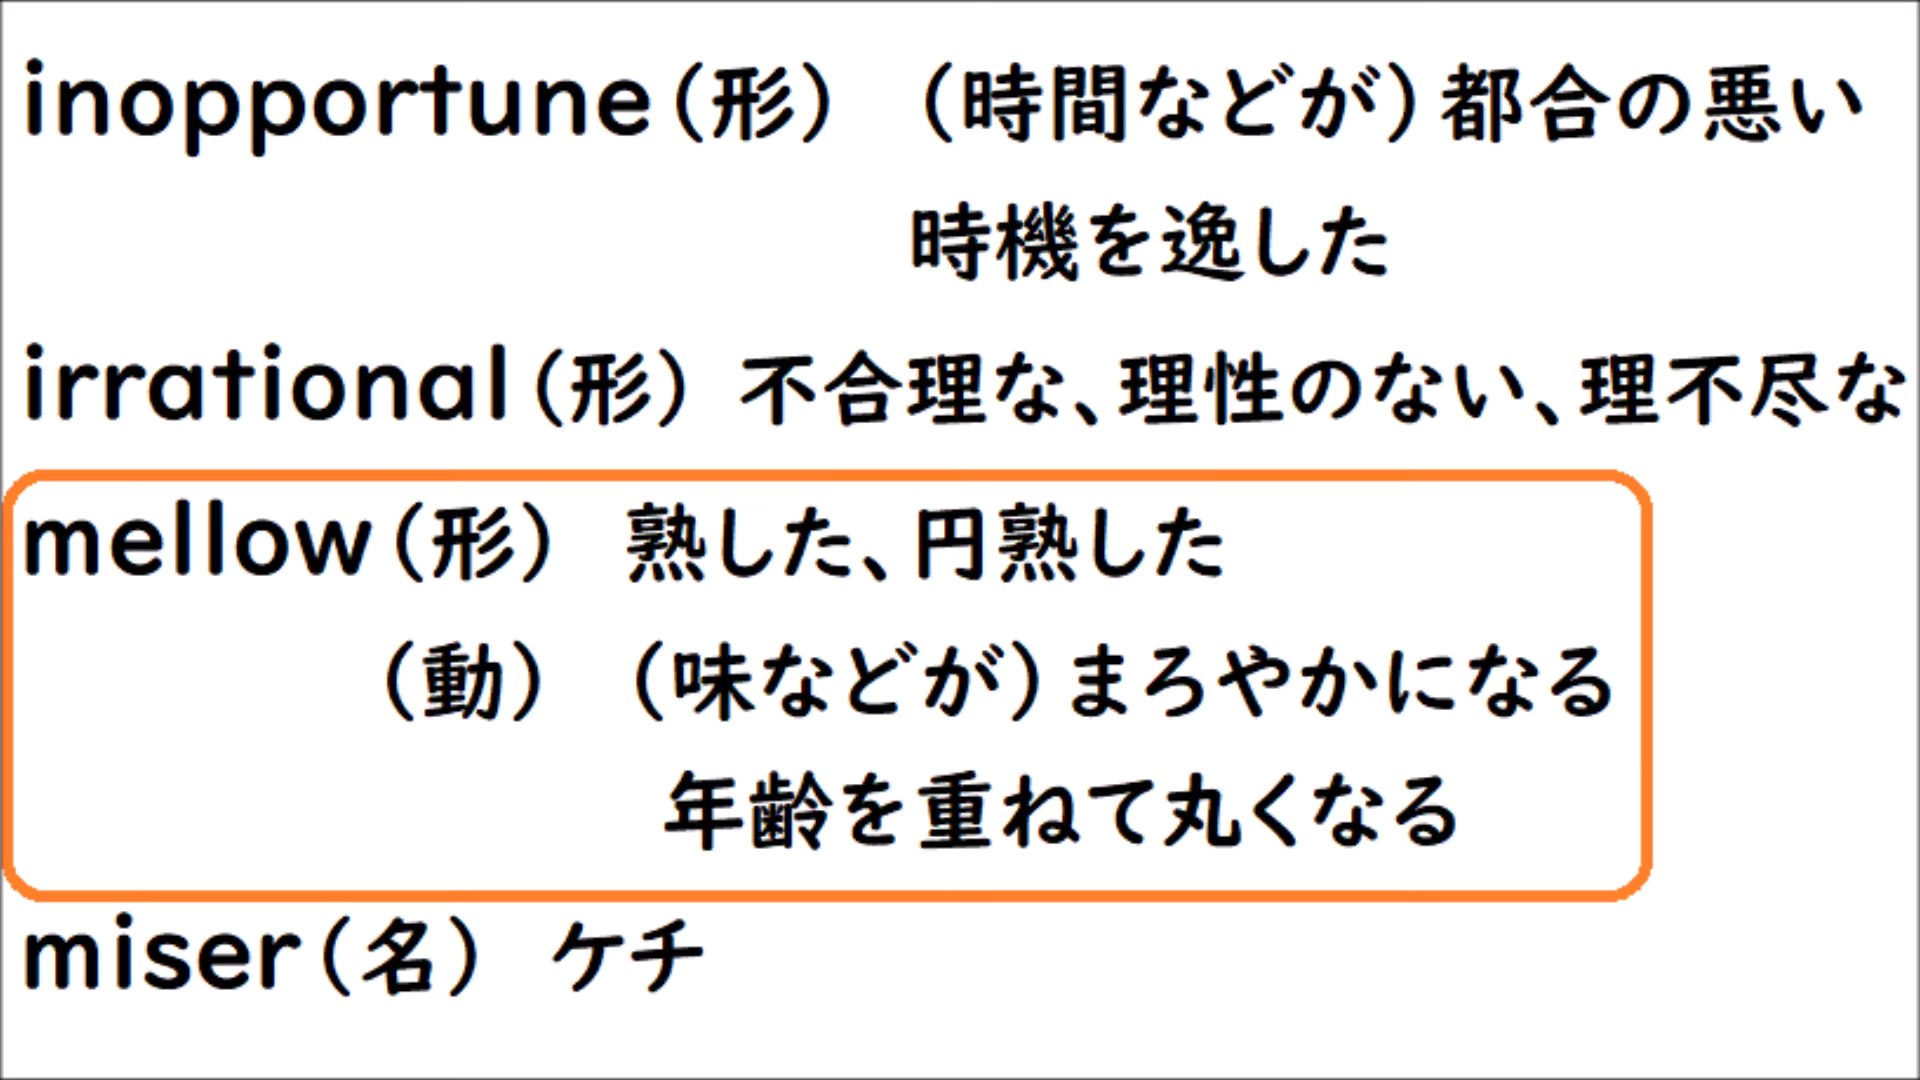 inopportune（形）　（時間などが）都合の悪い
時機を逸した
irrational（形）不合理な、理性のない、理不尽な
mellow（形）　熟した、円熟した
（動）　（味などが）まろやかになる
年齢を重ねて丸くなる
miser（名）　ケチ